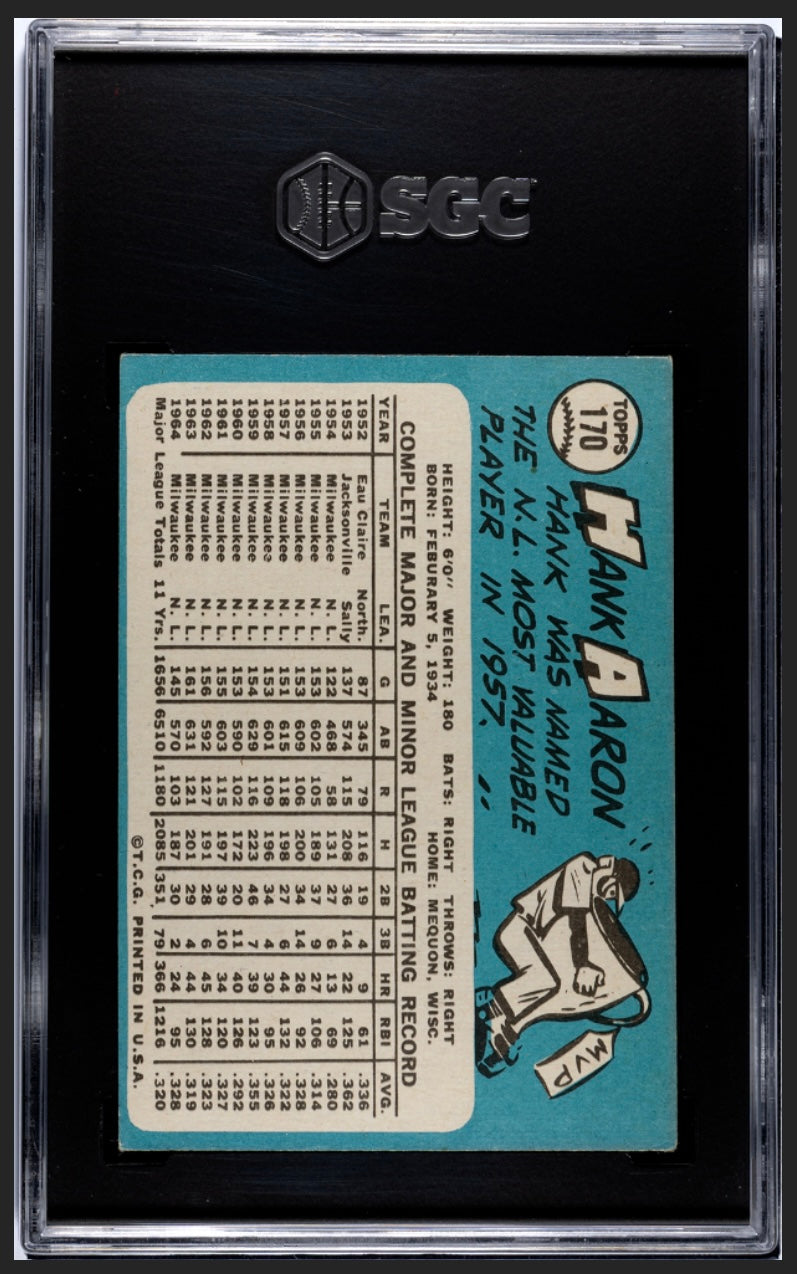 SGC
TOPPS
170
HANK AARON
HANK WAS NAMED
THE N.L. MOST VALUABLE
PLAYER IN 1957.
MVP
HEIGHT: 6'0" WEIGHT: 180 BATS: RIGHT THROWS: RIGHT
BORN: FEBURARY 5, 1934 HOME: MEQUON, WISC.
COMPLETE MAJOR AND MINOR LEAGUE BATTING RECORD
YEAR TEAM LEA. G AB R H 2B 3B HR RBI AVG.
1952 Eau Claire North. 87 345 79 116 19 4 9 61 .336
1953 Jacksonville Sally 137 574 115 208 36 14 22 125 .362
1954 Milwaukee N. L. 122 468 58 131 27 6 13 69 .280
1955 Milwaukee N. L. 153 602 105 189 37 9 27 106 .314
1956 Milwaukee N. L. 153 609 106 200 34 14 26 92 .328
1957 Milwaukee N. L. 151 615 118 198 27 6 44 132 .322
1958 Milwaukee N. L. 153 601 109 196 34 4 30 95 .326
1959 Milwaukee N. L. 154 629 116 223 46 7 39 123 .355
1960 Milwaukee N. L. 153 590 102 172 20 11 40 126 .292
1961 Milwaukee N. L. 155 603 115 197 39 10 34 120 .327
1962 Milwaukee N. L. 156 592 127 191 28 6 45 128 .323
1963 Milwaukee N. L. 161 631 121 201 29 4 44 130 .319
1964 Milwaukee N. L. 145 570 103 187 30 2 24 95 .328
Major League Totals 11 Yrs. 1656 6510 1180 2085 351 79 366 1216 .320
©T.C.G. PRINTED IN U.S.A.